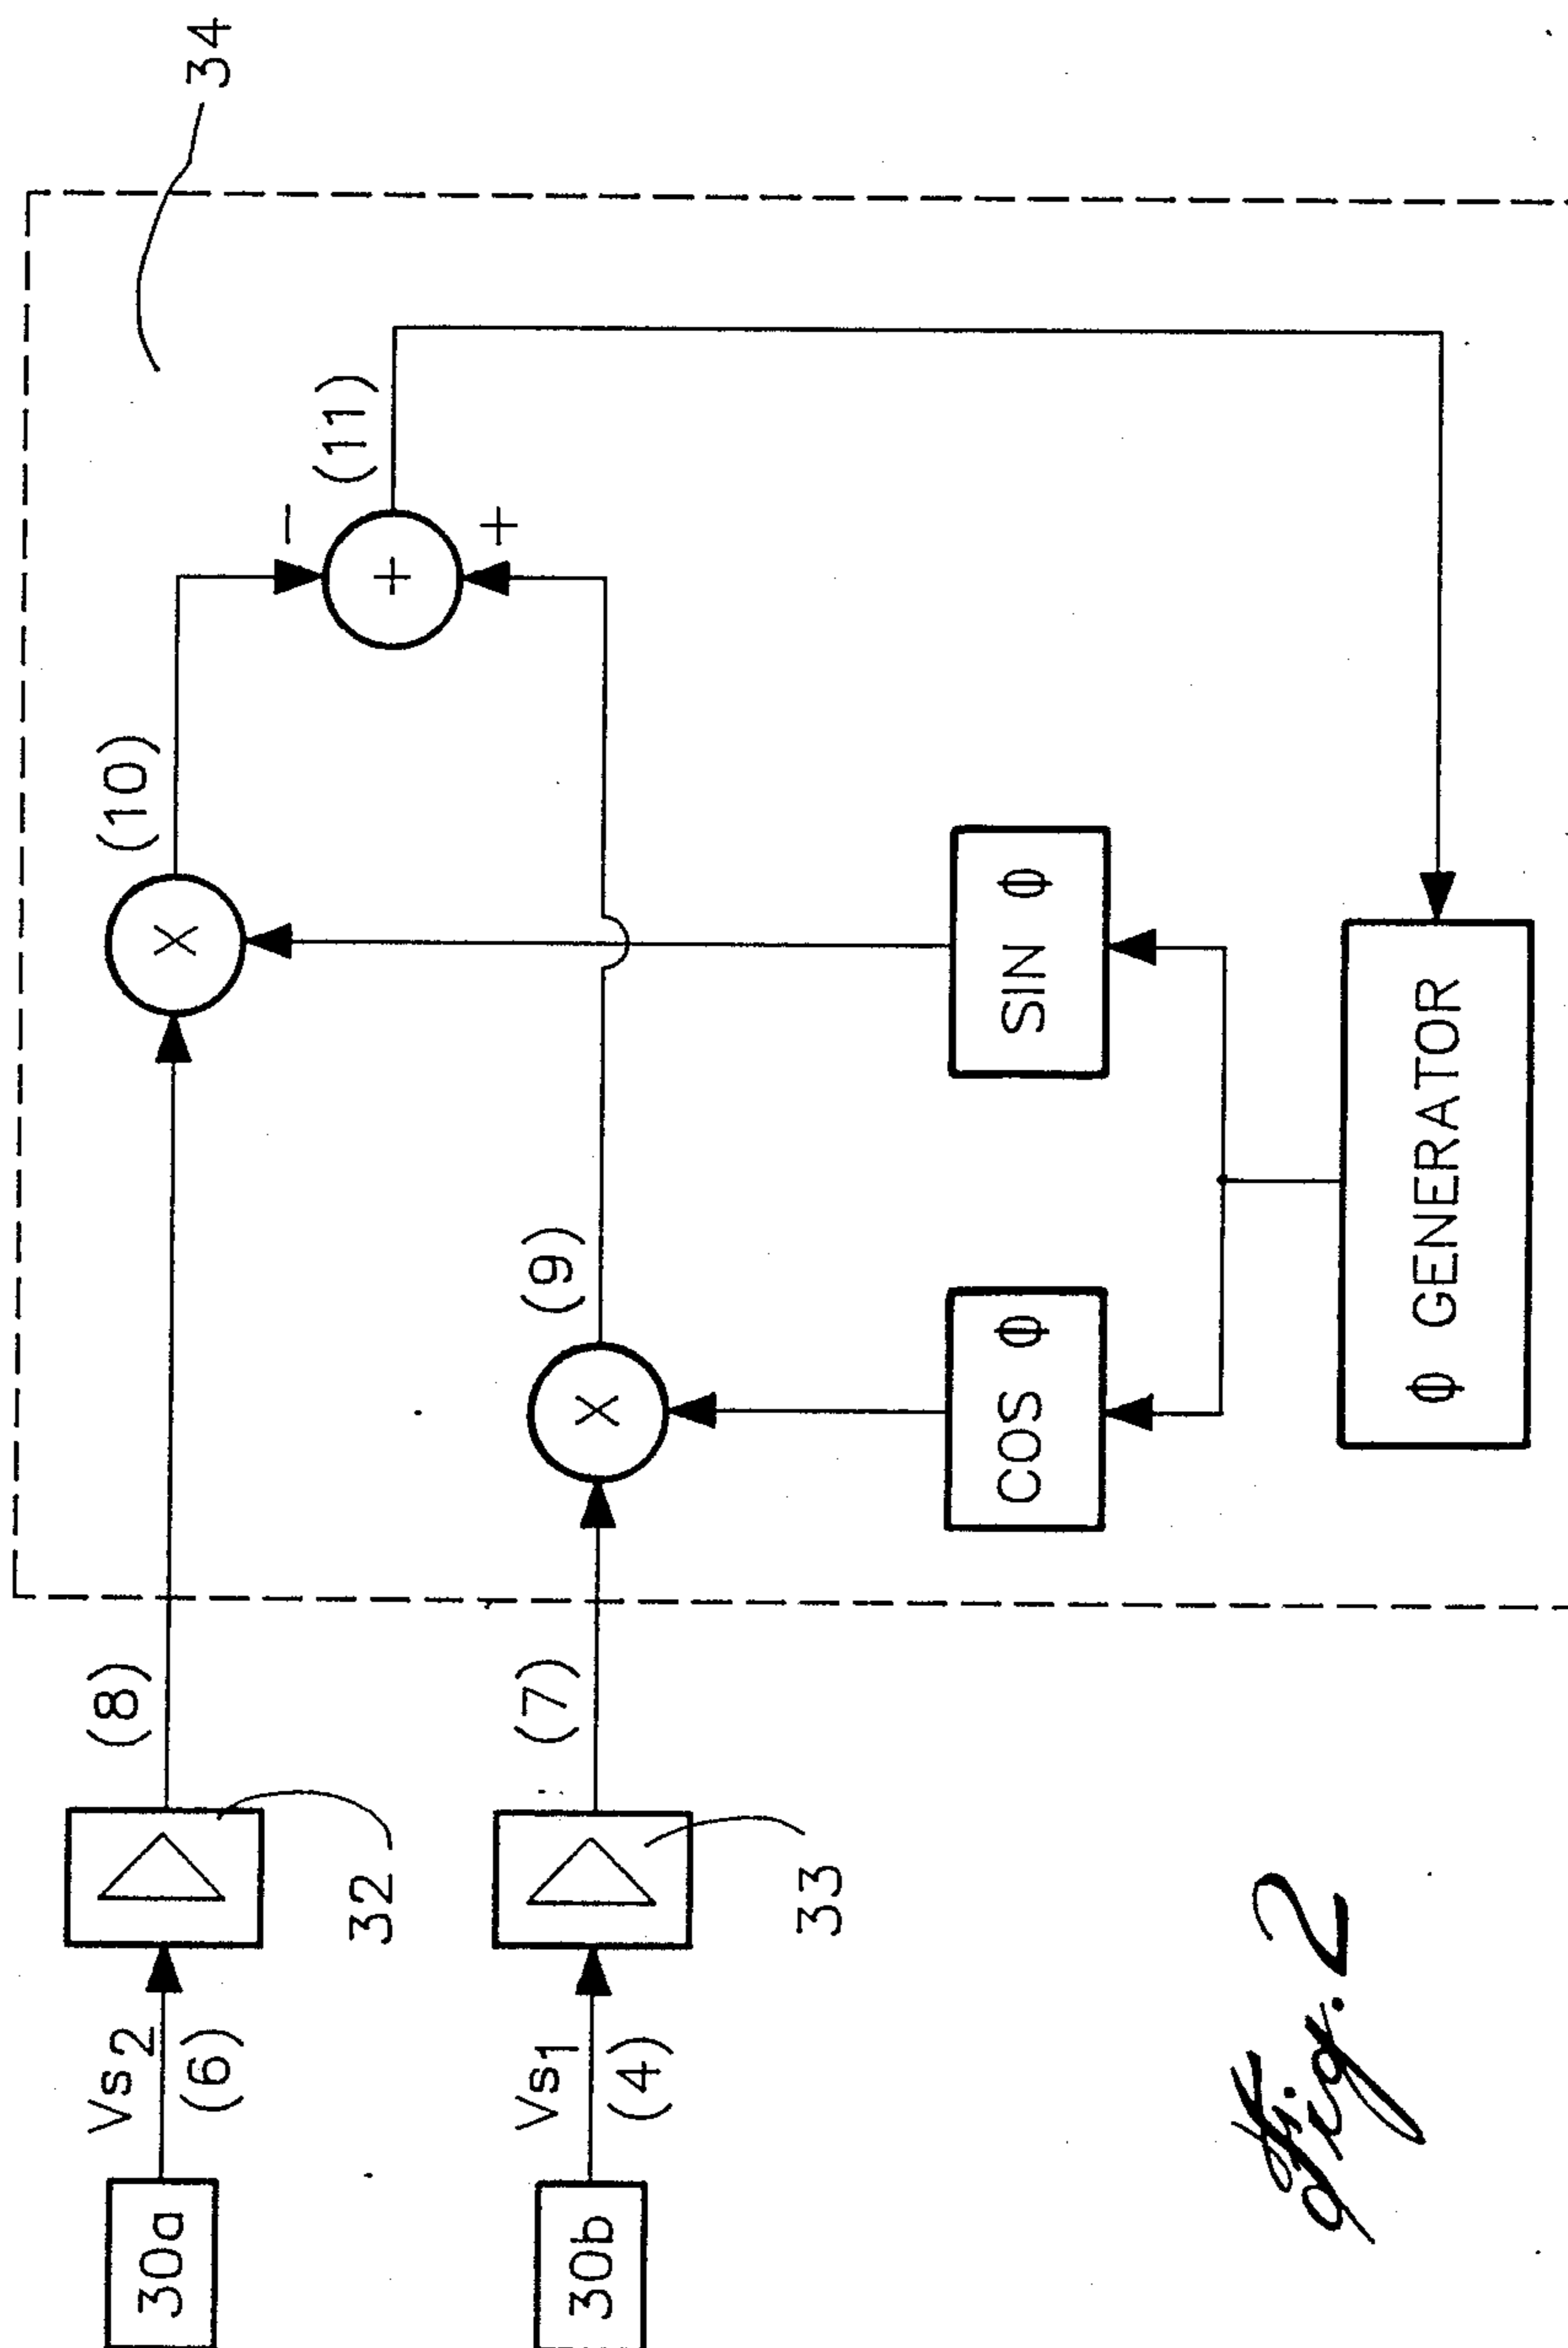 34
(11)
-
+
+
(10)
X
(9)
X
SIN Φ
COS Φ
Φ GENERATOR
(8)
(7)
32
33
Vs2
(6)
Vs1
(4)
30a
30b
Fig. 2